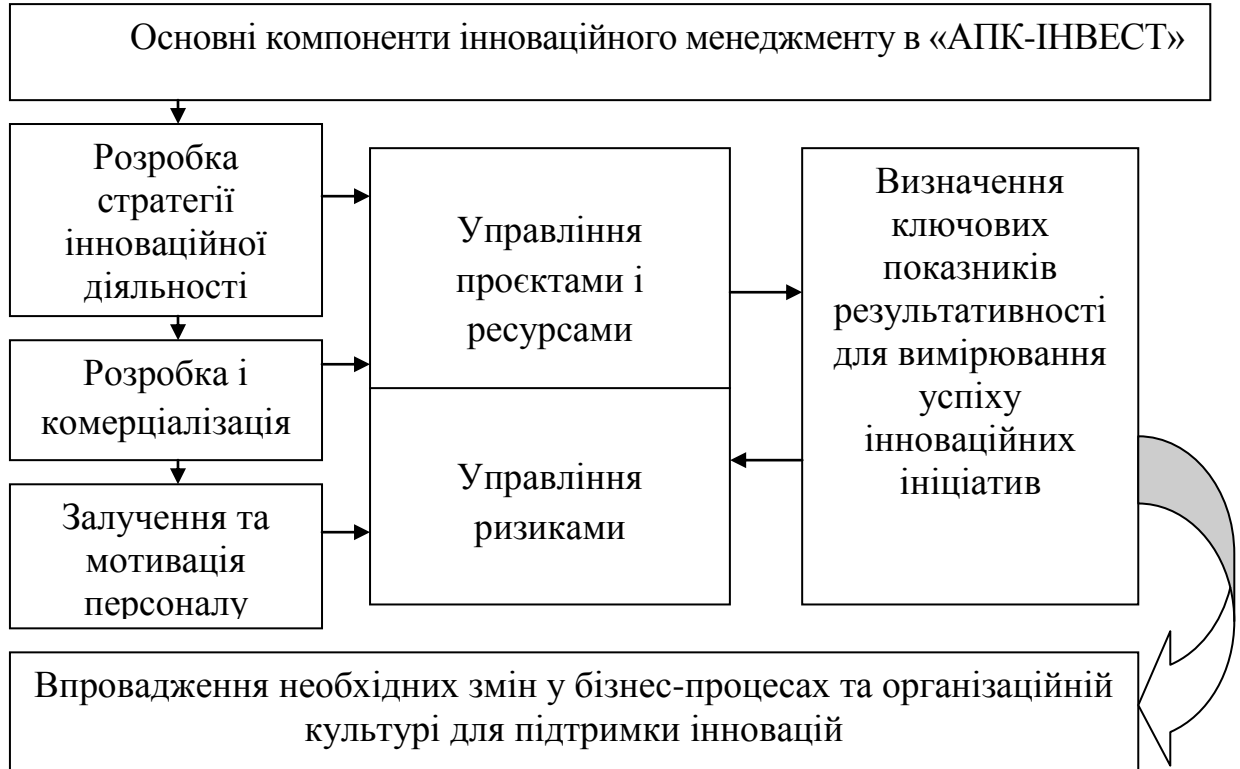 Основні компоненти інноваційного менеджменту в «АПК-ІНВЕСТ»
Розробка
стратегії
інноваційної
діяльності
Розробка і
комерціалізація
Залучення та
мотивація
персоналу
Управління
проєктами і
ресурсами
Управління
ризиками
Визначення
ключових
показників
результативності
для вимірювання
успіху
інноваційних
ініціатив
Впровадження необхідних змін у бізнес-процесах та організаційній
культурі для підтримки інновацій